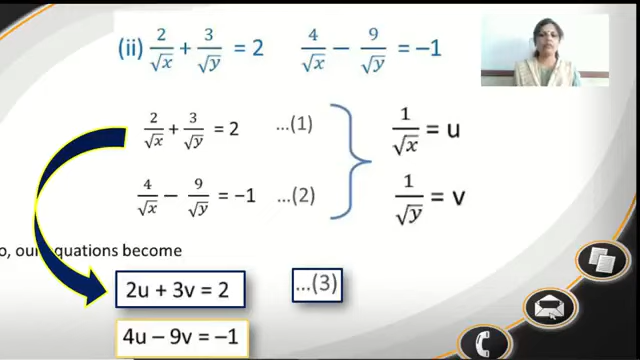 (ii) 2/√x + 3/√y = 2    4/√x − 9/√y = −1
2/√x + 3/√y = 2    ...(1)
1/√x = u
4/√x − 9/√y = −1    ...(2)
1/√y = v
o, our equations become
2u + 3v = 2    ...(3)
4u − 9v = −1